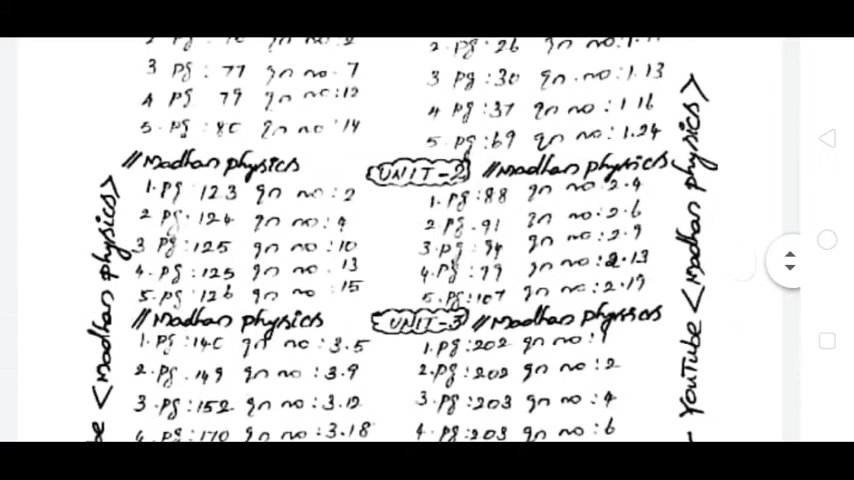 3 pg : 77 qn no . 7
4 pg 79 qn no : 12
5. pg : 80 qn no : 14
2. pg : 26
3 pg : 30 qn . no : 1.13
4 pg : 37 qn no : 1.16
5. pg : 69 qn no : 1.24
// Madhan physics
UNIT-2
// Madhan physics
1. pg 123 qn no : 2
2 pg . 124 qn no : 4
3 pg : 125 qn no : 10
4. pg : 125 qn no 13
5. pg : 126 qn no : 15
1. pg : 88 qn no : 2.4
2. pg . 91 qn no : 2.6
3. pg : 94 qn no : 2.9
4. pg : 99 qn no : 2.13
5. pg : 107 qn no : 2.19
// Madhan physics
UNIT-3
// Madhan physics
1. pg : 140 qn no : 3.5
2. pg . 149 qn no : 3.9
3. pg : 152 qn no : 3.12
4 pg : 170 qn no : 3.18
1. pg : 202 qn no : 1
2. pg : 202 qn no : 2
3. pg : 203 qn no : 4
4. pg : 203 qn no : 6
<Madhan physics>
YouTube <Madhan physics>